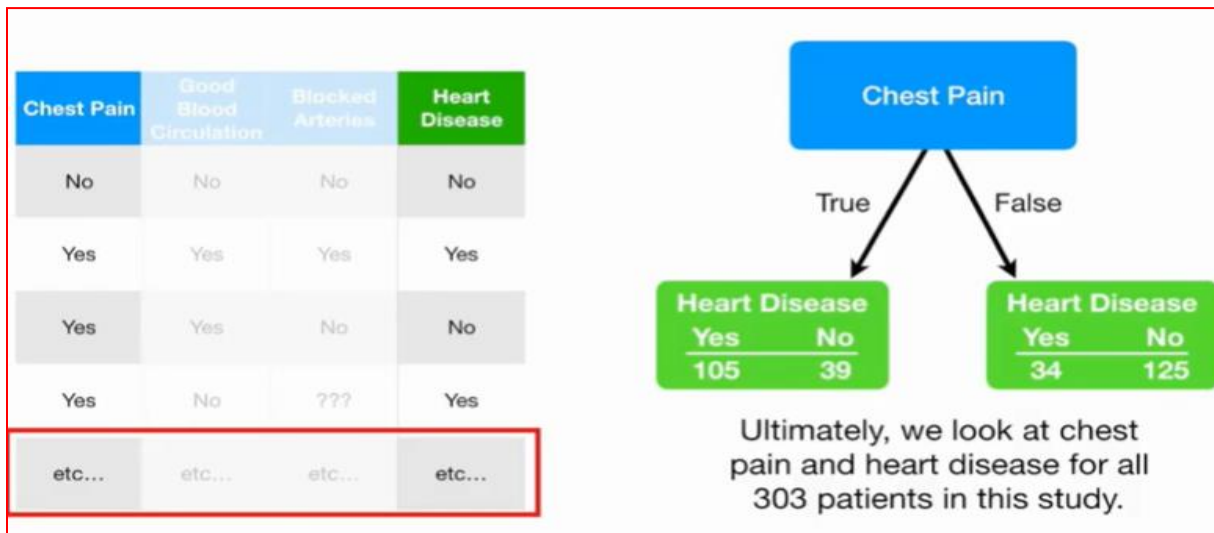 Chest Pain Good Blood Circulation Blocked Arteries Heart Disease
No No No No
Yes Yes Yes Yes
Yes Yes No No
Yes No ??? Yes
etc... etc... etc... etc...
Chest Pain
True False
Heart Disease Heart Disease
Yes No Yes No
105 39 34 125
Ultimately, we look at chest
pain and heart disease for all
303 patients in this study.